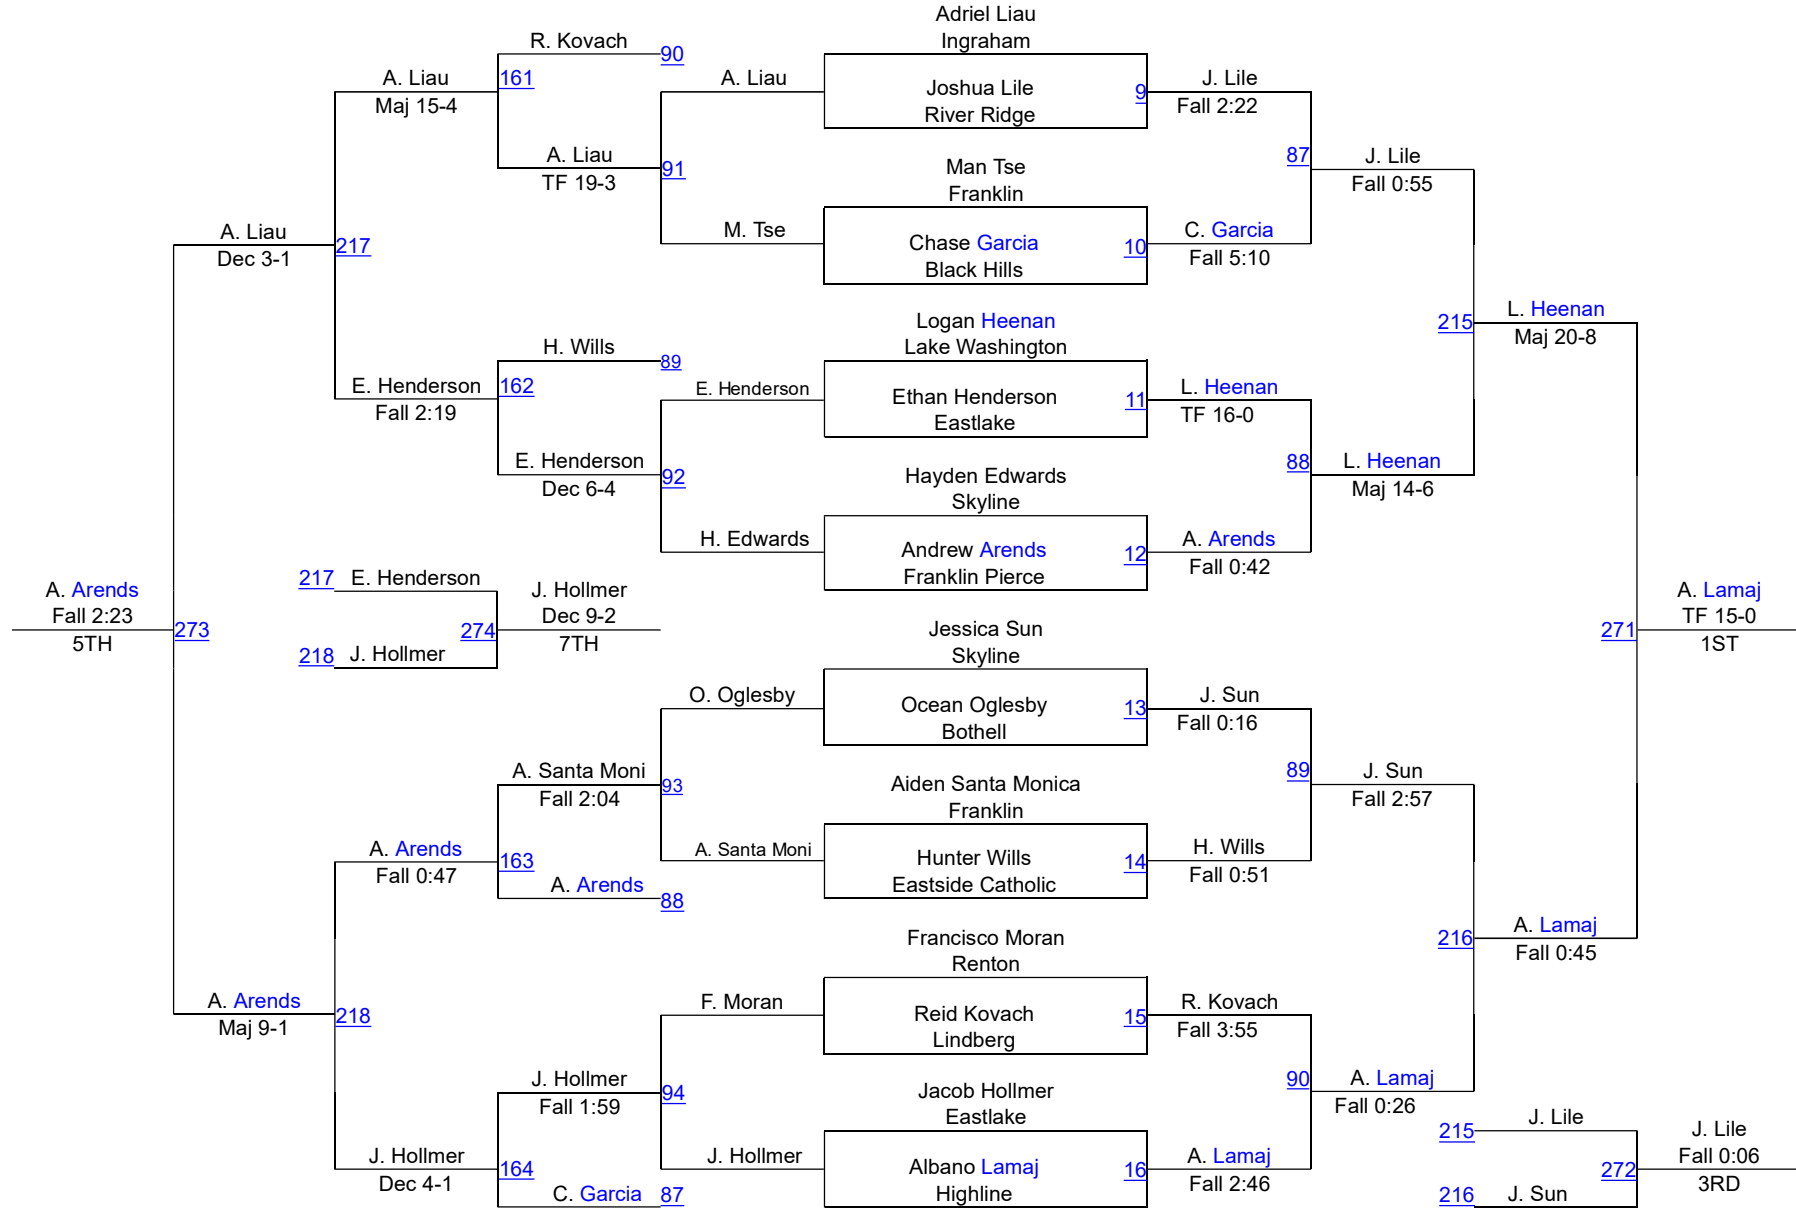 Adriel Liau
Ingraham
R. Kovach
90
A. Liau
161
A. Liau
J. Lile
Joshua Lile
9
Maj 15-4
Fall 2:22
River Ridge
A. Liau
91
TF 19-3
87
J. Lile
Fall 0:55
Man Tse
Franklin
A. Liau
217
Dec 3-1
M. Tse
Chase Garcia
10
Black Hills
C. Garcia
Fall 5:10
Logan Heenan
Lake Washington
215
L. Heenan
Maj 20-8
H. Wills
89
E. Henderson
162
Fall 2:19
E. Henderson
Ethan Henderson
11
Eastlake
L. Heenan
TF 16-0
E. Henderson
92
Dec 6-4
88
L. Heenan
Maj 14-6
Hayden Edwards
Skyline
H. Edwards
Andrew Arends
12
Franklin Pierce
A. Arends
Fall 0:42
A. Arends
Fall 2:23
5TH
273
217
E. Henderson
218
J. Hollmer
274
J. Hollmer
Dec 9-2
7TH
271
A. Lamaj
TF 15-0
1ST
Jessica Sun
Skyline
O. Oglesby
Ocean Oglesby
13
Bothell
J. Sun
Fall 0:16
A. Santa Moni
93
Fall 2:04
89
J. Sun
Fall 2:57
Aiden Santa Monica
Franklin
A. Arends
163
Fall 0:47
A. Santa Moni
Hunter Wills
14
Eastside Catholic
H. Wills
Fall 0:51
A. Arends
88
216
A. Lamaj
Fall 0:45
Francisco Moran
Renton
A. Arends
218
Maj 9-1
F. Moran
Reid Kovach
15
Lindberg
R. Kovach
Fall 3:55
J. Hollmer
94
Fall 1:59
90
A. Lamaj
Fall 0:26
Jacob Hollmer
Eastlake
J. Hollmer
164
Dec 4-1
J. Hollmer
Albano Lamaj
16
Highline
A. Lamaj
Fall 2:46
C. Garcia
87
215
J. Lile
216
J. Sun
272
J. Lile
Fall 0:06
3RD